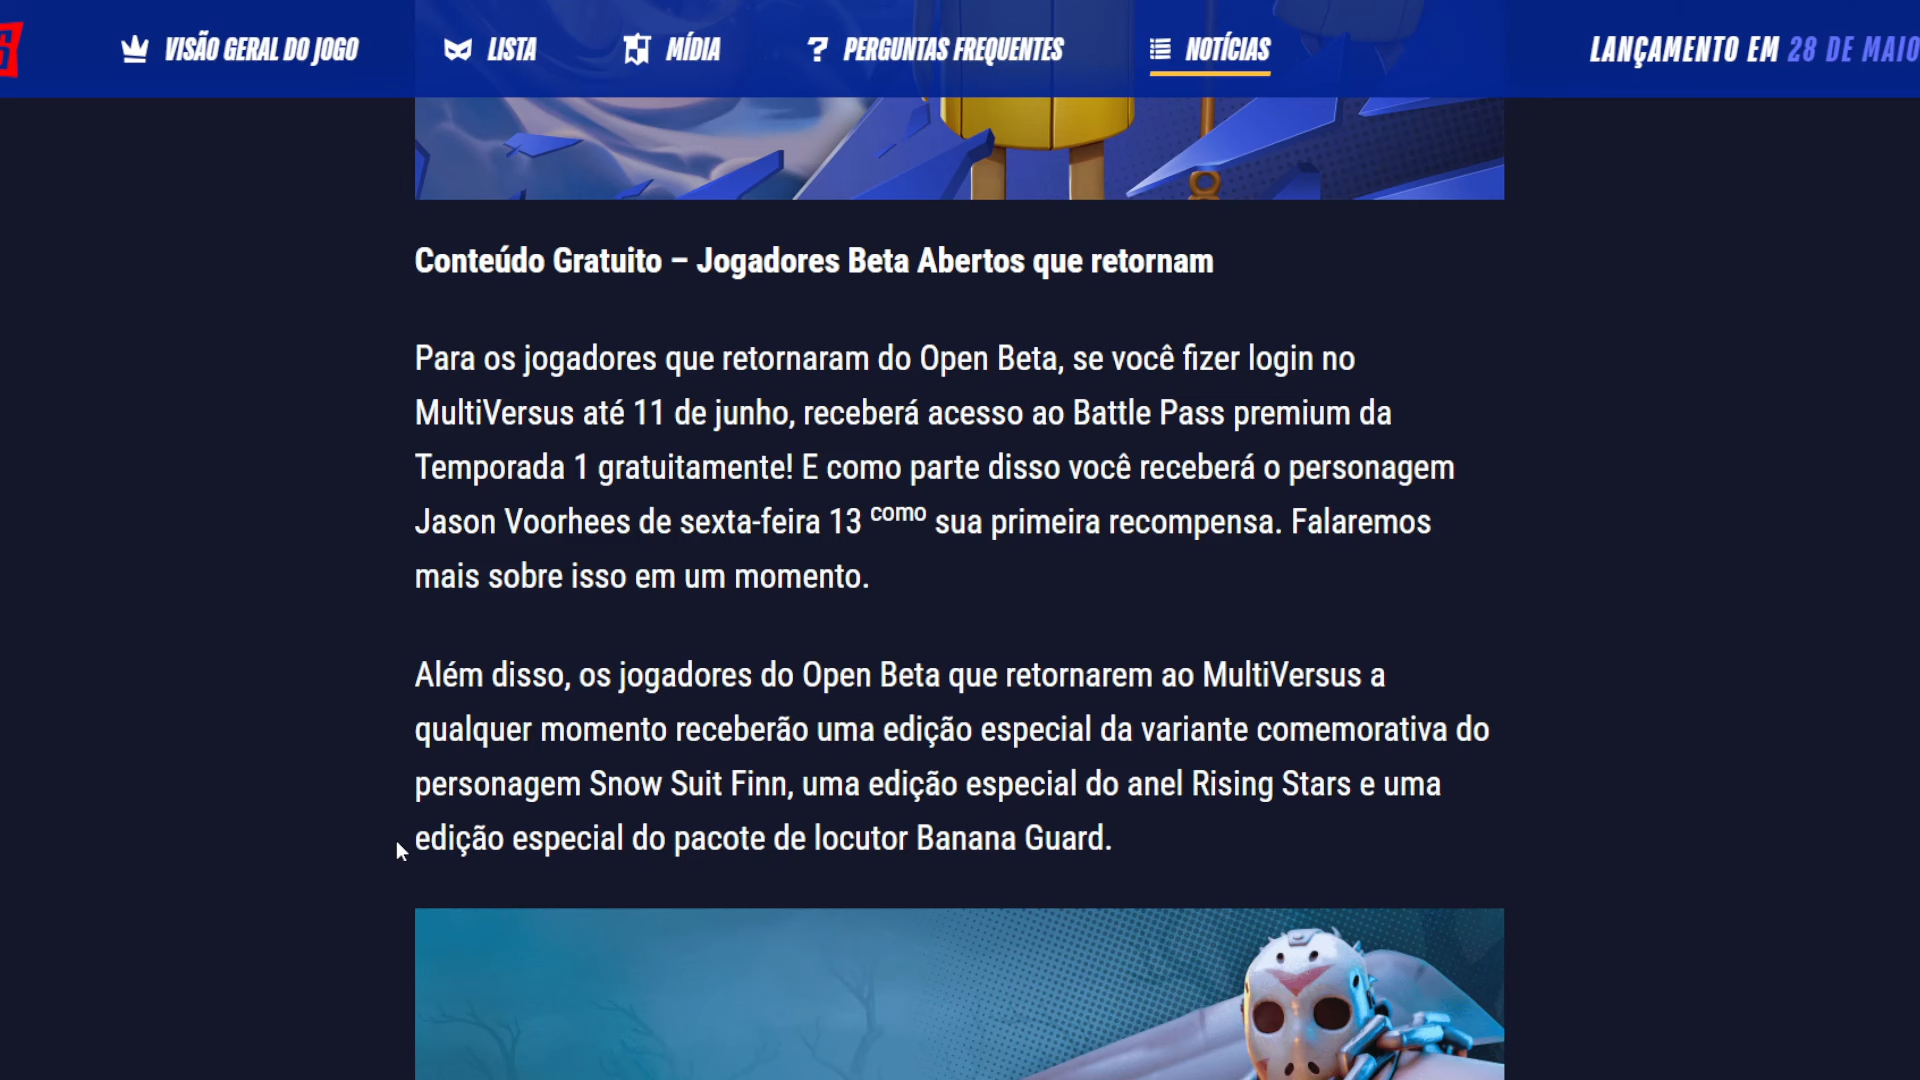 VISÃO GERAL DO JOGO
LISTA
MÍDIA
PERGUNTAS FREQUENTES
NOTÍCIAS
LANÇAMENTO EM 28 DE MAIO
Conteúdo Gratuito – Jogadores Beta Abertos que retornam
Para os jogadores que retornaram do Open Beta, se você fizer login no
MultiVersus até 11 de junho, receberá acesso ao Battle Pass premium da
Temporada 1 gratuitamente! E como parte disso você receberá o personagem
Jason Voorhees de sexta-feira 13 como sua primeira recompensa. Falaremos
mais sobre isso em um momento.
Além disso, os jogadores do Open Beta que retornarem ao MultiVersus a
qualquer momento receberão uma edição especial da variante comemorativa do
personagem Snow Suit Finn, uma edição especial do anel Rising Stars e uma
edição especial do pacote de locutor Banana Guard.